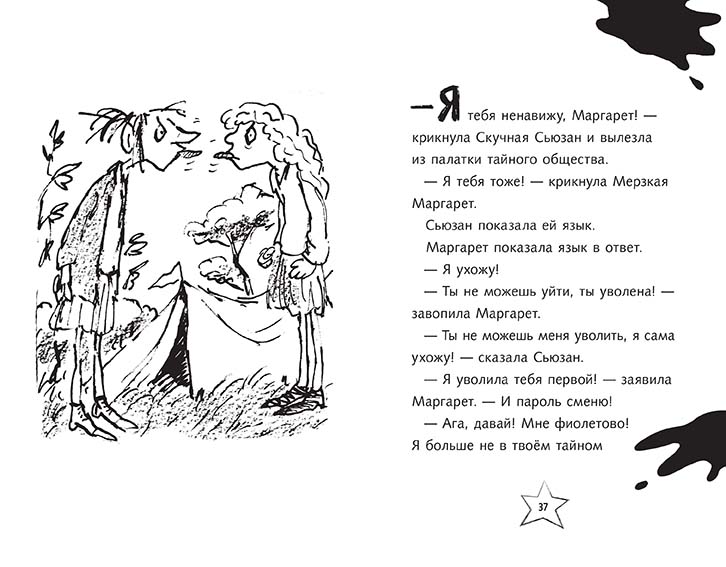 — Я тебя ненавижу, Маргарет! —
крикнула Скучная Сьюзан и вылезла
из палатки тайного общества.
— Я тебя тоже! — крикнула Мерзкая
Маргарет.
Сьюзан показала ей язык.
Маргарет показала язык в ответ.
— Я ухожу!
— Ты не можешь уйти, ты уволена! —
завопила Маргарет.
— Ты не можешь меня уволить, я сама
ухожу! — сказала Сьюзан.
— Я уволила тебя первой! — заявила
Маргарет. — И пароль сменю!
— Ага, давай! Мне фиолетово!
Я больше не в твоём тайном
37